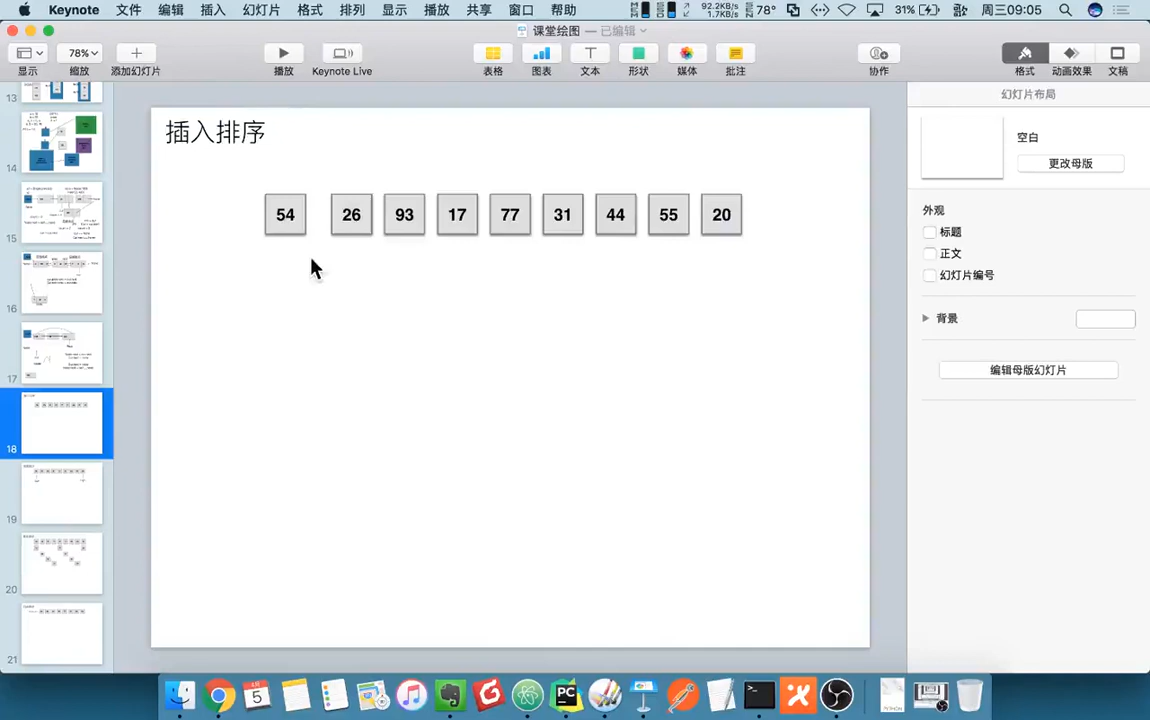 Keynote 文件 编辑 插入 幻灯片 格式 排列 显示 播放 共享 窗口 帮助 92.2KB/s 1.7KB/s 78° 31% 周三09:05
课堂绘图 — 已编辑
78%
显示 缩放 添加幻灯片 播放 Keynote Live 表格 图表 文本 形状 媒体 批注 协作 格式 动画效果 文稿
幻灯片布局
空白
更改母版
外观
标题
正文
幻灯片编号
背景
编辑母版幻灯片
13
14
15
16
17
18
19
20
21
插入排序
54 26 93 17 77 31 44 55 20
5
PC